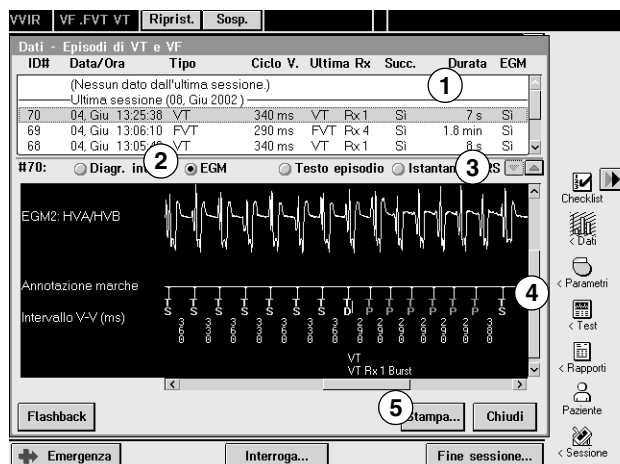 VVIR VF .FVT VT Riprist. Sosp.
Dati - Episodi di VT e VF
ID# Data/Ora Tipo Ciclo V. Ultima Rx Succ. Durata EGM
(Nessun dato dall'ultima sessione.)
Ultima sessione (08, Giu 2002 )
70 04, Giu 13:25:38 VT 340 ms VT Rx 1 Sì 7 s Sì
69 04, Giu 13:06:10 FVT 290 ms FVT Rx 4 Sì 1.8 min Sì
68 04, Giu 13:05: VT 340 ms VT Rx 1 Sì 8 s Sì
1
2
3
#70: Diagr. in EGM Testo episodio Istantan RS
EGM2: HVA/HVB
Annotazione marche
4
Intervallo V-V (ms)
T S T S T S T S T S T S T S T D T P T P T P T P T P T P T S
VT
VT Rx 1 Burst
5
Flashback Stampa... Chiudi
Emergenza Interroga... Fine sessione...
Checklist
< Dati
< Parametri
< Test
< Rapporti
Paziente
< Sessione